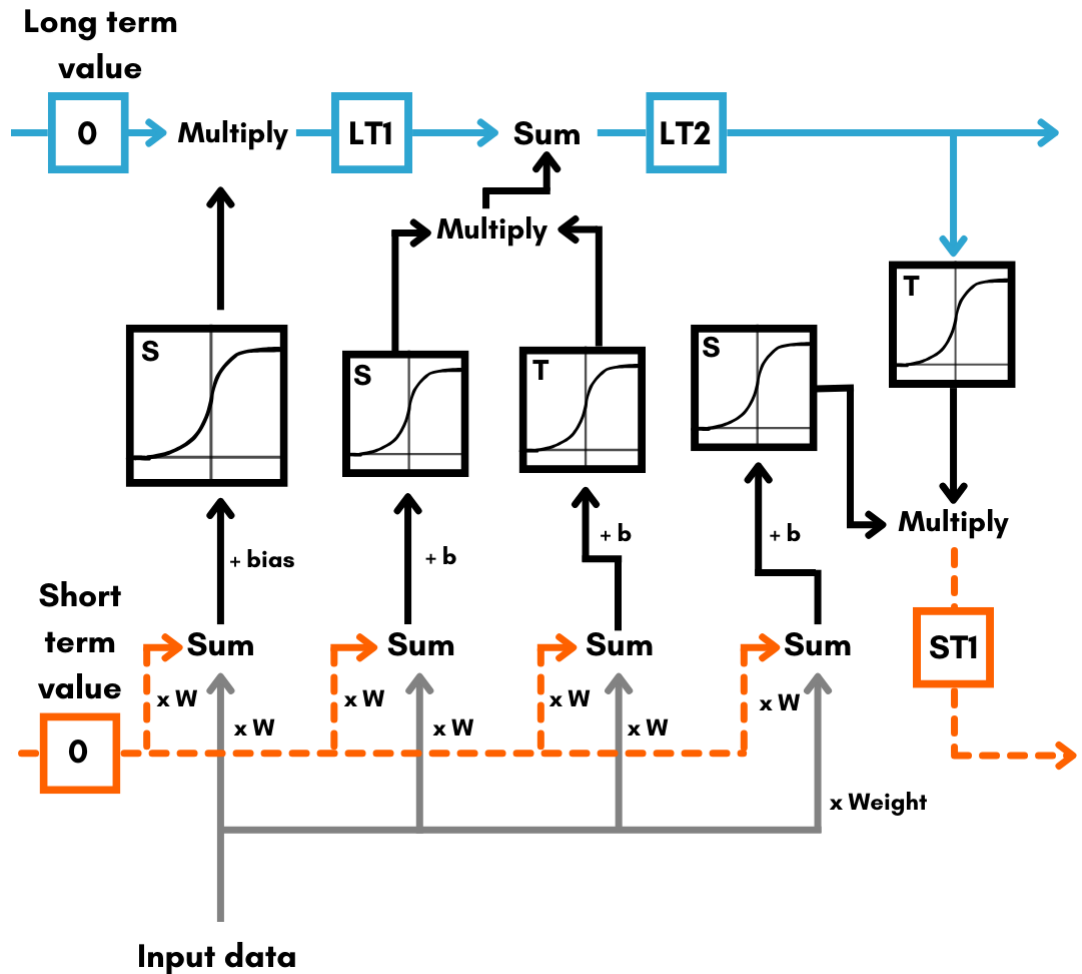 Long term
value
0
Multiply
LT1
Sum
LT2
Multiply
T
S
S
T
S
Multiply
+ bias
+ b
+ b
+ b
Short
term
value
Sum
Sum
Sum
Sum
ST1
x W
x W
x W
x W
x W
x W
x W
0
x Weight
Input data